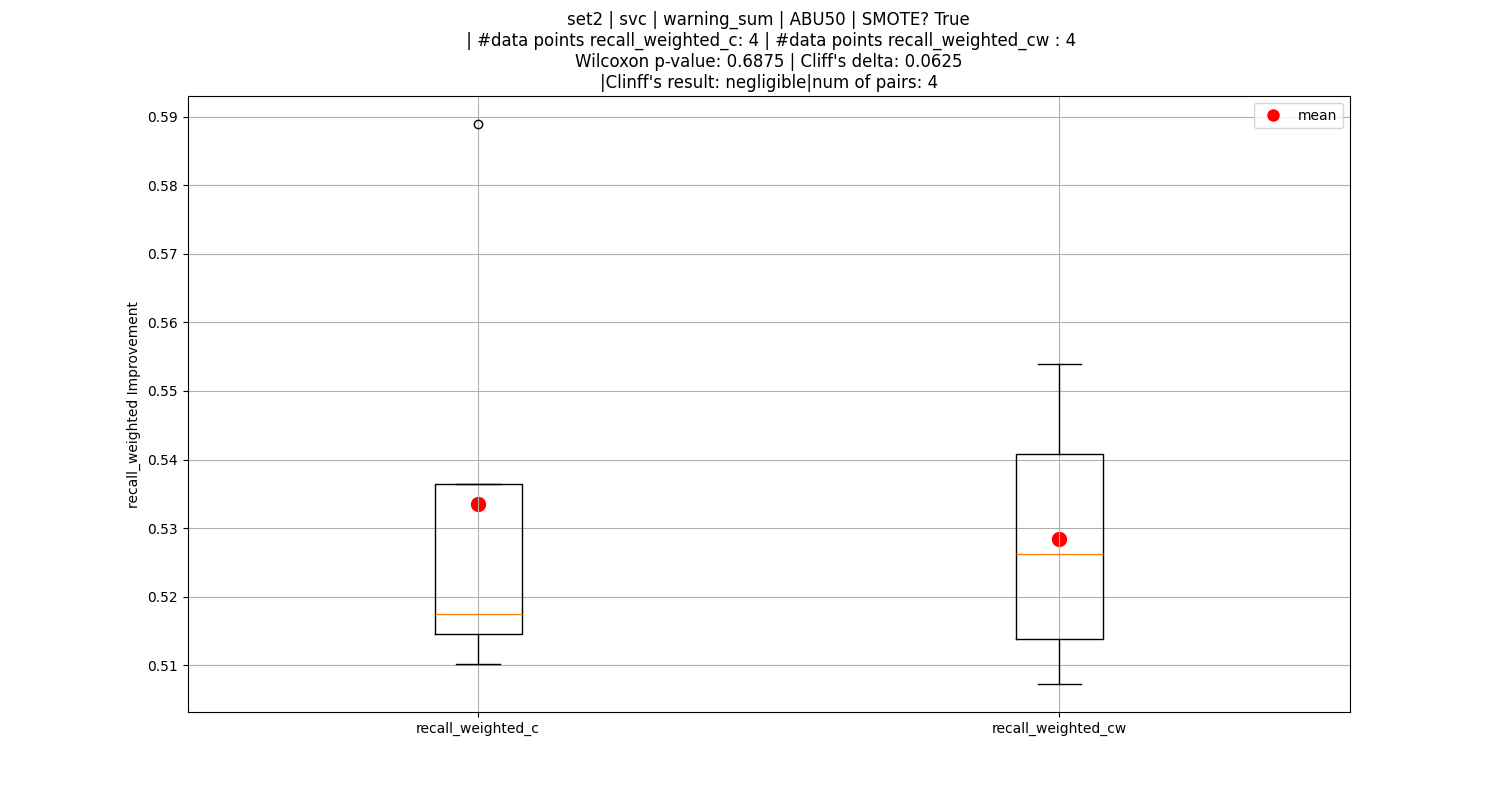 set2 | svc | warning_sum | ABU50 | SMOTE? True
| #data points recall_weighted_c: 4 | #data points recall_weighted_cw : 4
Wilcoxon p-value: 0.6875 | Cliff's delta: 0.0625
|Clinff's result: negligible|num of pairs: 4
mean
recall_weighted Improvement
0.59
0.58
0.57
0.56
0.55
0.54
0.53
0.52
0.51
recall_weighted_c
recall_weighted_cw